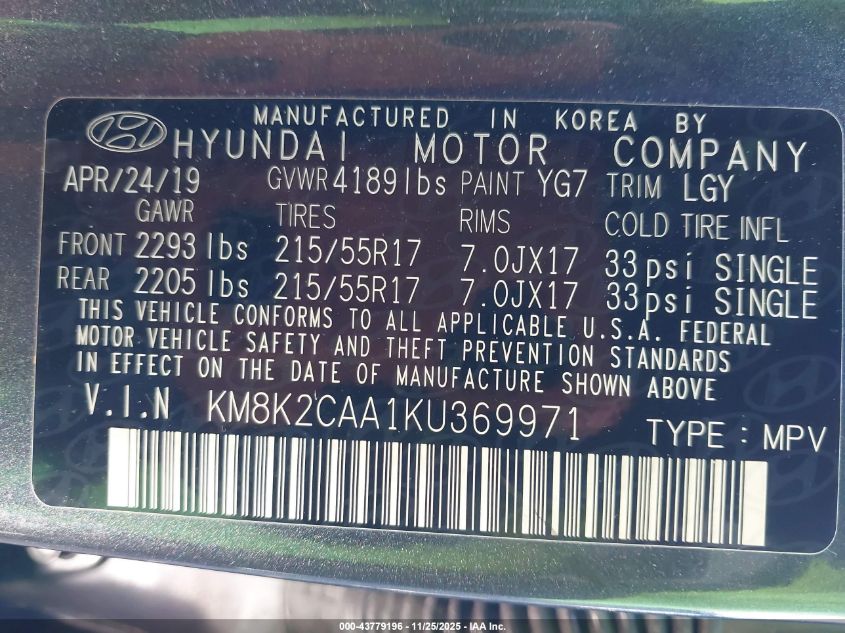 MANUFACTURED IN KOREA BY
HYUNDAI MOTOR COMPANY
APR/24/19 GVWR 4189 lbs PAINT YG7 TRIM LGY
GAWR TIRES RIMS COLD TIRE INFL
FRONT 2293 lbs 215/55R17 7.0JX17 33psi SINGLE
REAR 2205 lbs 215/55R17 7.0JX17 33psi SINGLE
THIS VEHICLE CONFORMS TO ALL APPLICABLE U.S.A. FEDERAL
MOTOR VEHICLE SAFETY AND THEFT PREVENTION STANDARDS
IN EFFECT ON THE DATE OF MANUFACTURE SHOWN ABOVE
V.I.N KM8K2CAA1KU369971 TYPE : MPV
000-43779196 - 11/25/2025 - © IAA Inc.